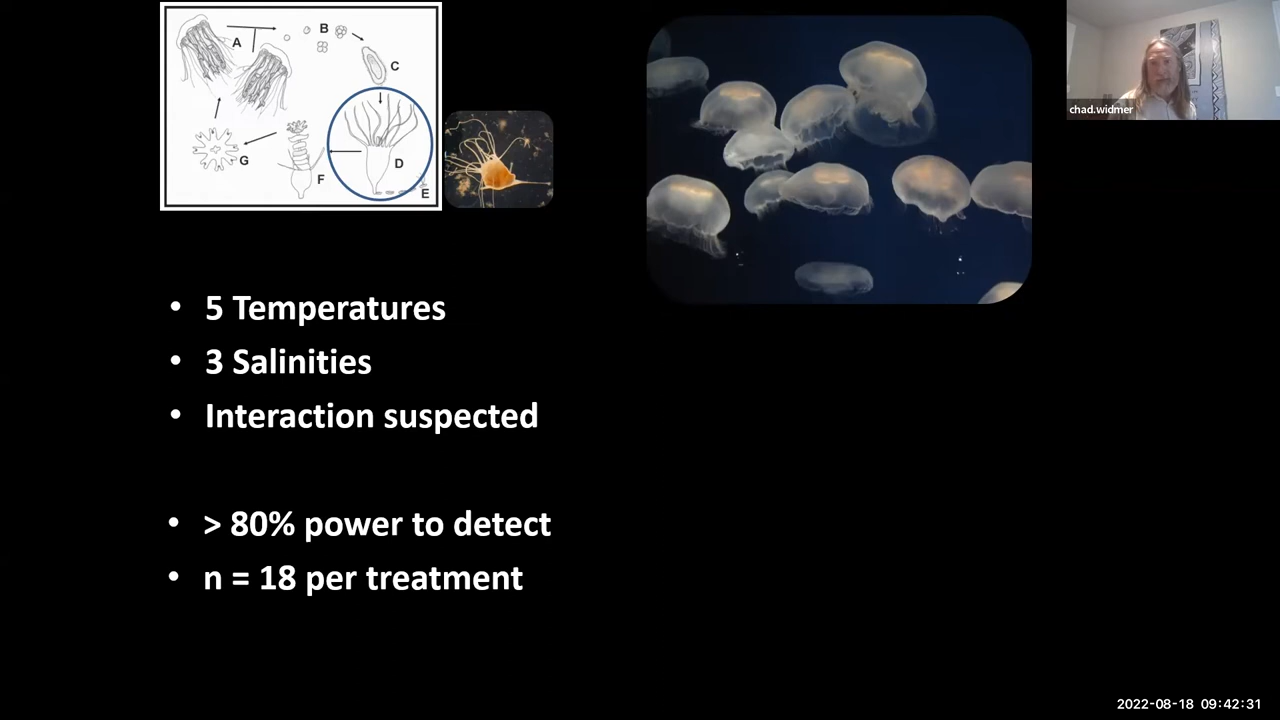 A
B
C
D
E
F
G
chad.widmer
• 5 Temperatures
• 3 Salinities
• Interaction suspected
• > 80% power to detect
• n = 18 per treatment
2022-08-18 09:42:31